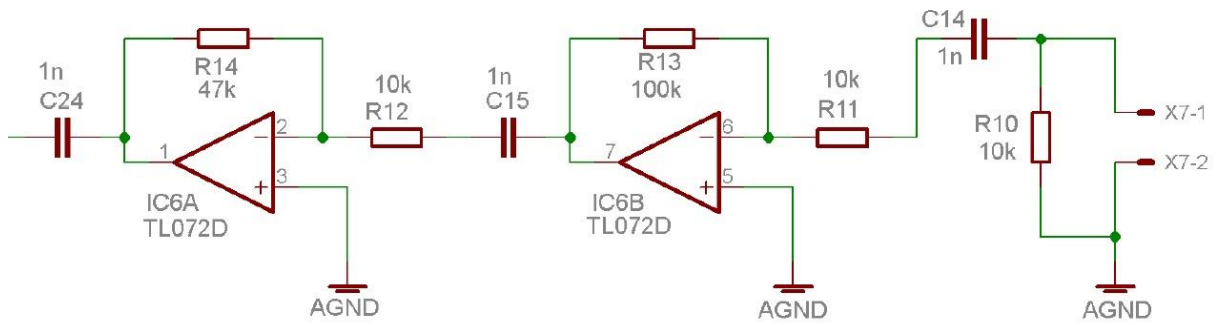 1n
C24
R14
47k
1
2
3
IC6A
TL072D
AGND
10k
R12
1n
C15
R13
100k
7
6
5
IC6B
TL072D
AGND
10k
R11
C14
1n
R10
10k
X7-1
X7-2
AGND